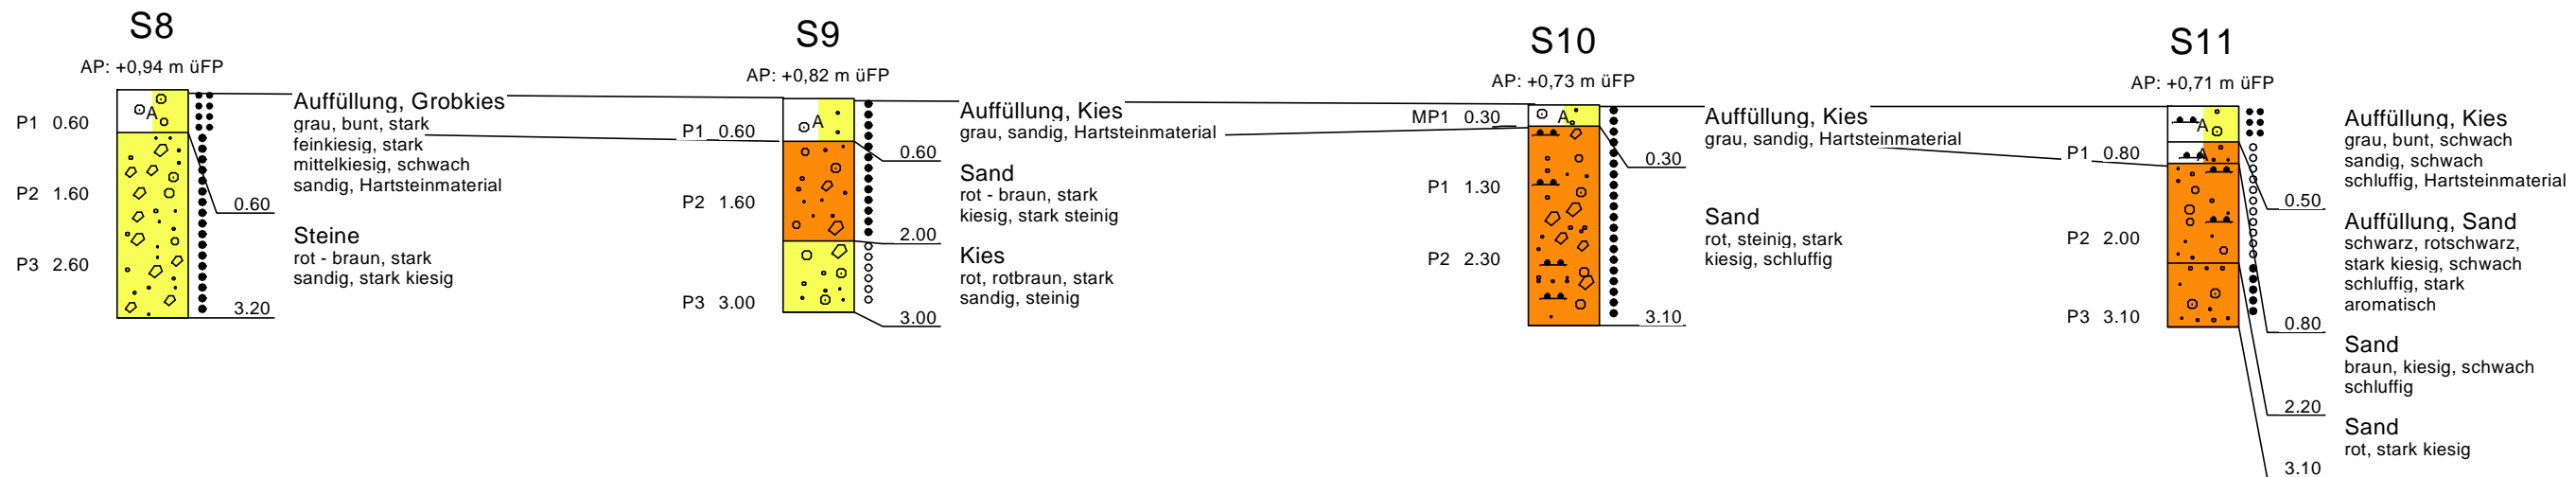 S8
AP: +0,94 m üFP
A
P1 0.60
P2 1.60
P3 2.60
Auffüllung, Grobkies
grau, bunt, stark
feinkiesig, stark
mittelkiesig, schwach
sandig, Hartsteinmaterial
0.60
Steine
rot - braun, stark
sandig, stark kiesig
3.20
S9
AP: +0,82 m üFP
A
P1 0.60
P2 1.60
P3 3.00
Auffüllung, Kies
grau, sandig, Hartsteinmaterial
0.60
Sand
rot - braun, stark
kiesig, stark steinig
2.00
Kies
rot, rotbraun, stark
sandig, steinig
3.00
S10
AP: +0,73 m üFP
A
MP1 0.30
P1 1.30
P2 2.30
Auffüllung, Kies
grau, sandig, Hartsteinmaterial
0.30
Sand
rot, steinig, stark
kiesig, schluffig
3.10
S11
AP: +0,71 m üFP
A
A
P1 0.80
P2 2.00
P3 3.10
Auffüllung, Kies
grau, bunt, schwach
sandig, schwach
schluffig, Hartsteinmaterial
0.50
Auffüllung, Sand
schwarz, rotschwarz,
stark kiesig, schwach
schluffig, stark
aromatisch
0.80
Sand
braun, kiesig, schwach
schluffig
2.20
Sand
rot, stark kiesig
3.10